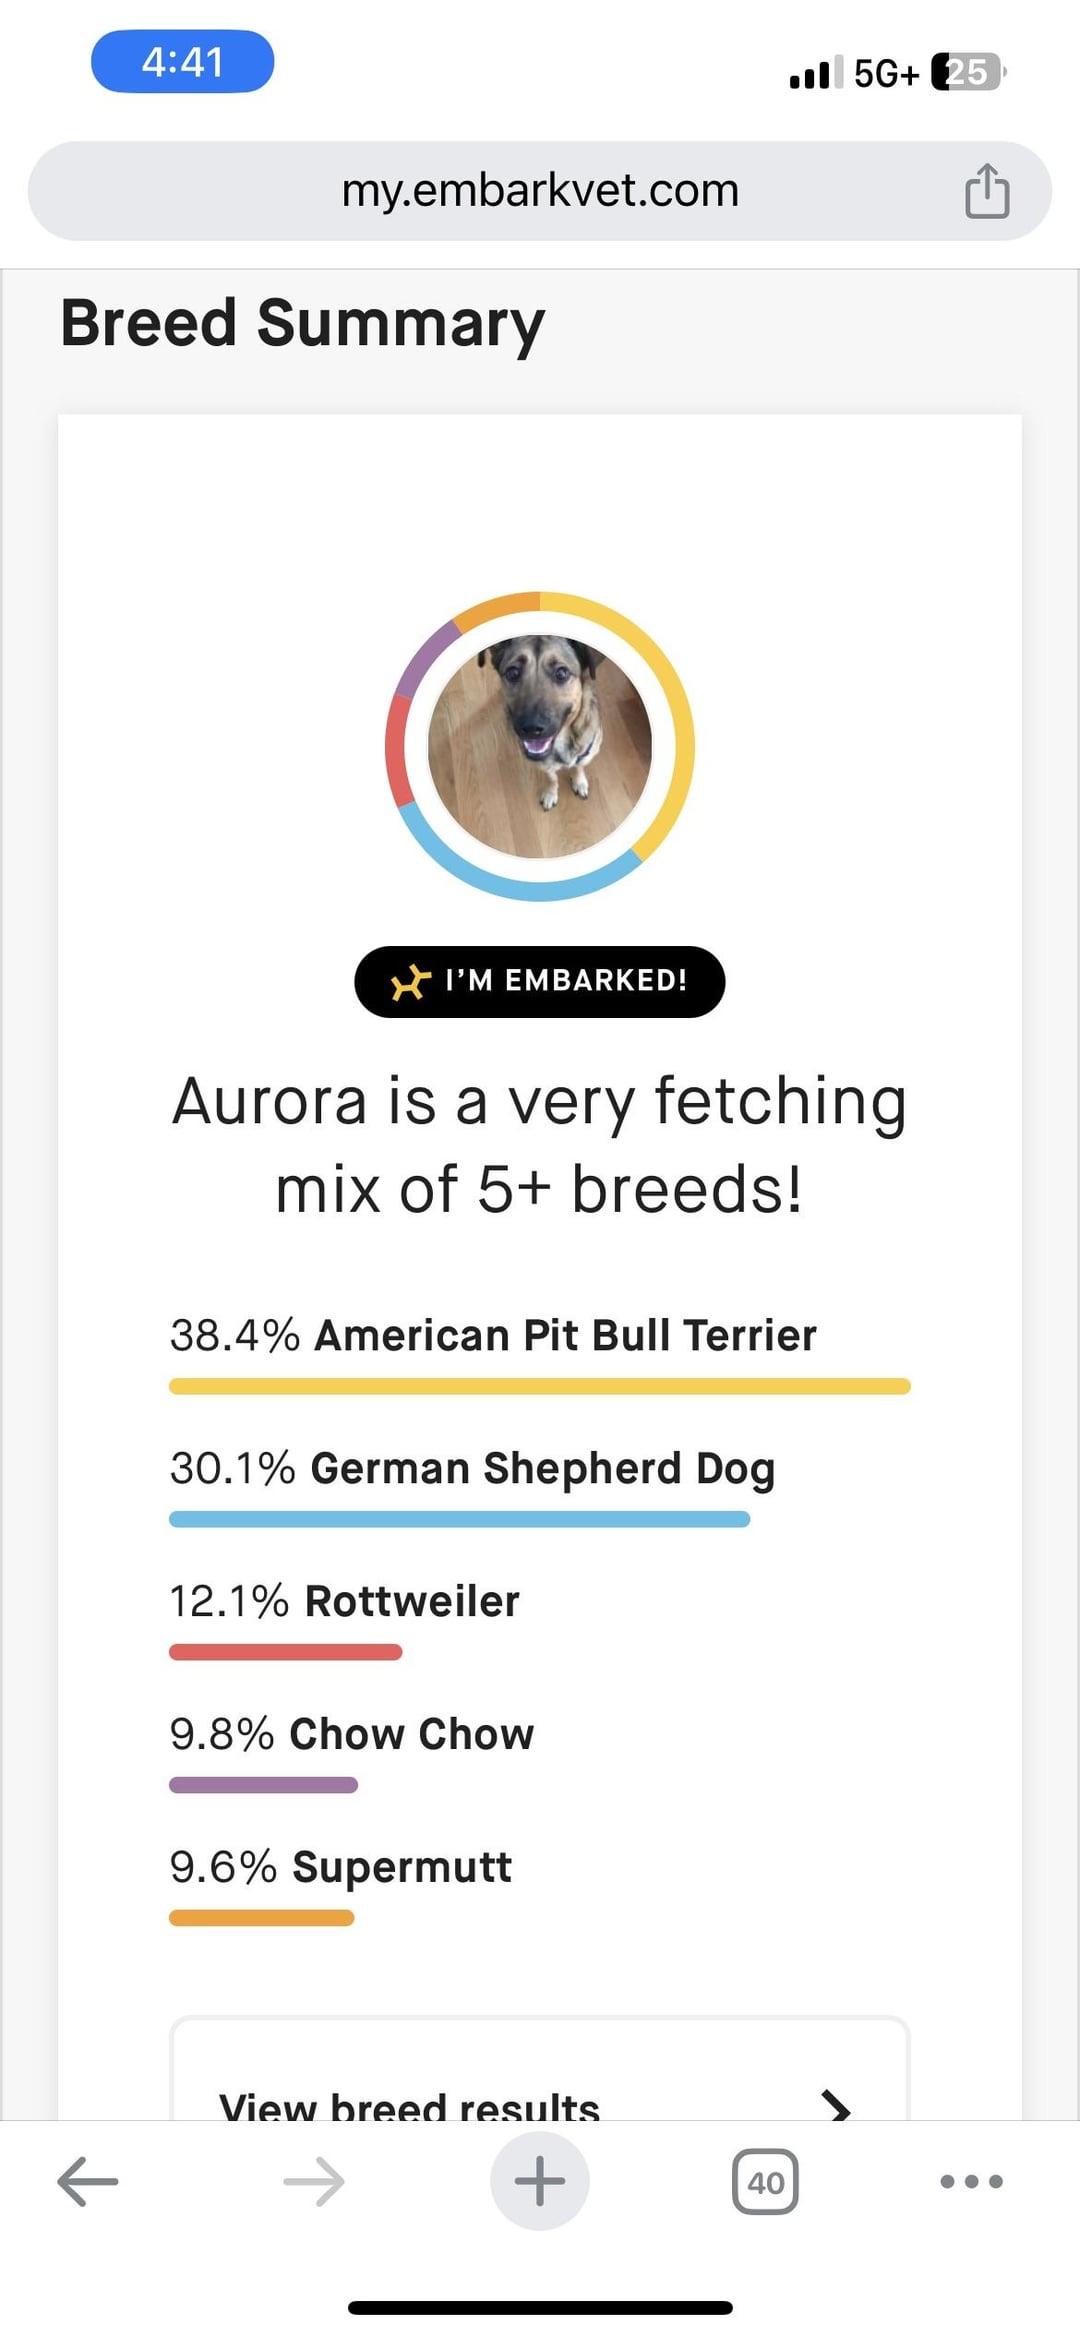 4:41
5G+ 25
my.embarkvet.com
Breed Summary
I'M EMBARKED!
Aurora is a very fetching
mix of 5+ breeds!
38.4% American Pit Bull Terrier
30.1% German Shepherd Dog
12.1% Rottweiler
9.8% Chow Chow
9.6% Supermutt
View breed results
40